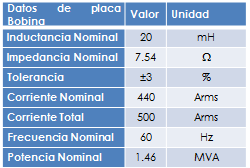 Datos de placa Bobina Valor Unidad
Inductancia Nominal 20 mH
Impedancia Nominal 7.54 Ω
Tolerancia ±3 %
Corriente Nominal 440 Arms
Corriente Total 500 Arms
Frecuencia Nominal 60 Hz
Potencia Nominal 1.46 MVA